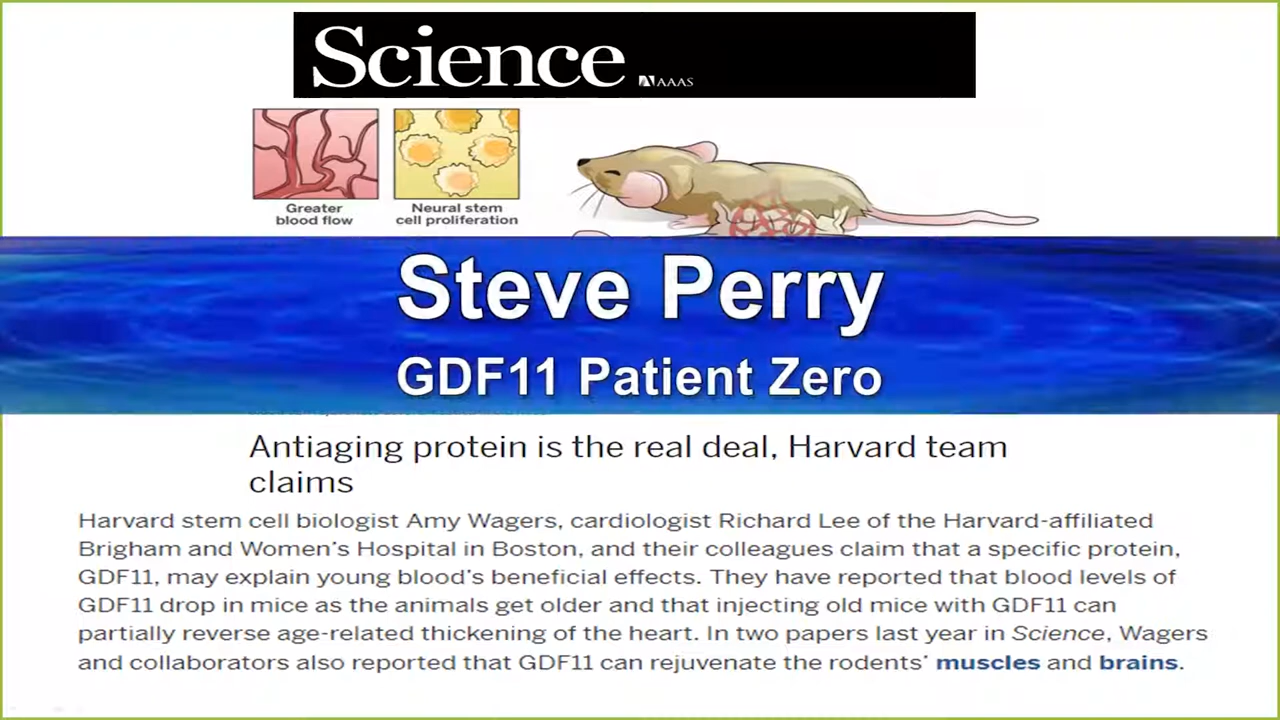 Science
AAAS
Greater
blood flow
Neural stem
cell proliferation
Steve Perry
GDF11 Patient Zero
Antiaging protein is the real deal, Harvard team
claims
Harvard stem cell biologist Amy Wagers, cardiologist Richard Lee of the Harvard-affiliated
Brigham and Women's Hospital in Boston, and their colleagues claim that a specific protein,
GDF11, may explain young blood's beneficial effects. They have reported that blood levels of
GDF11 drop in mice as the animals get older and that injecting old mice with GDF11 can
partially reverse age-related thickening of the heart. In two papers last year in Science, Wagers
and collaborators also reported that GDF11 can rejuvenate the rodents' muscles and brains.